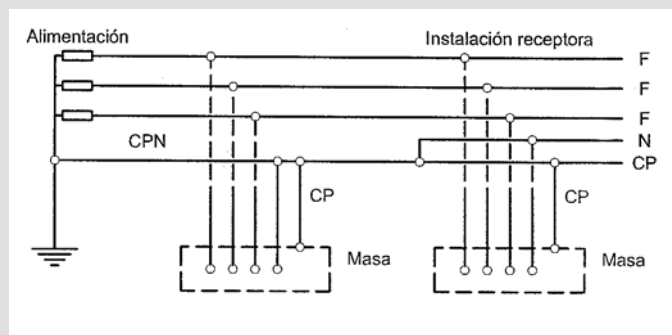 Alimentación
Instalación receptora
F
F
F
N
CPN
CP
CP
CP
Masa
Masa